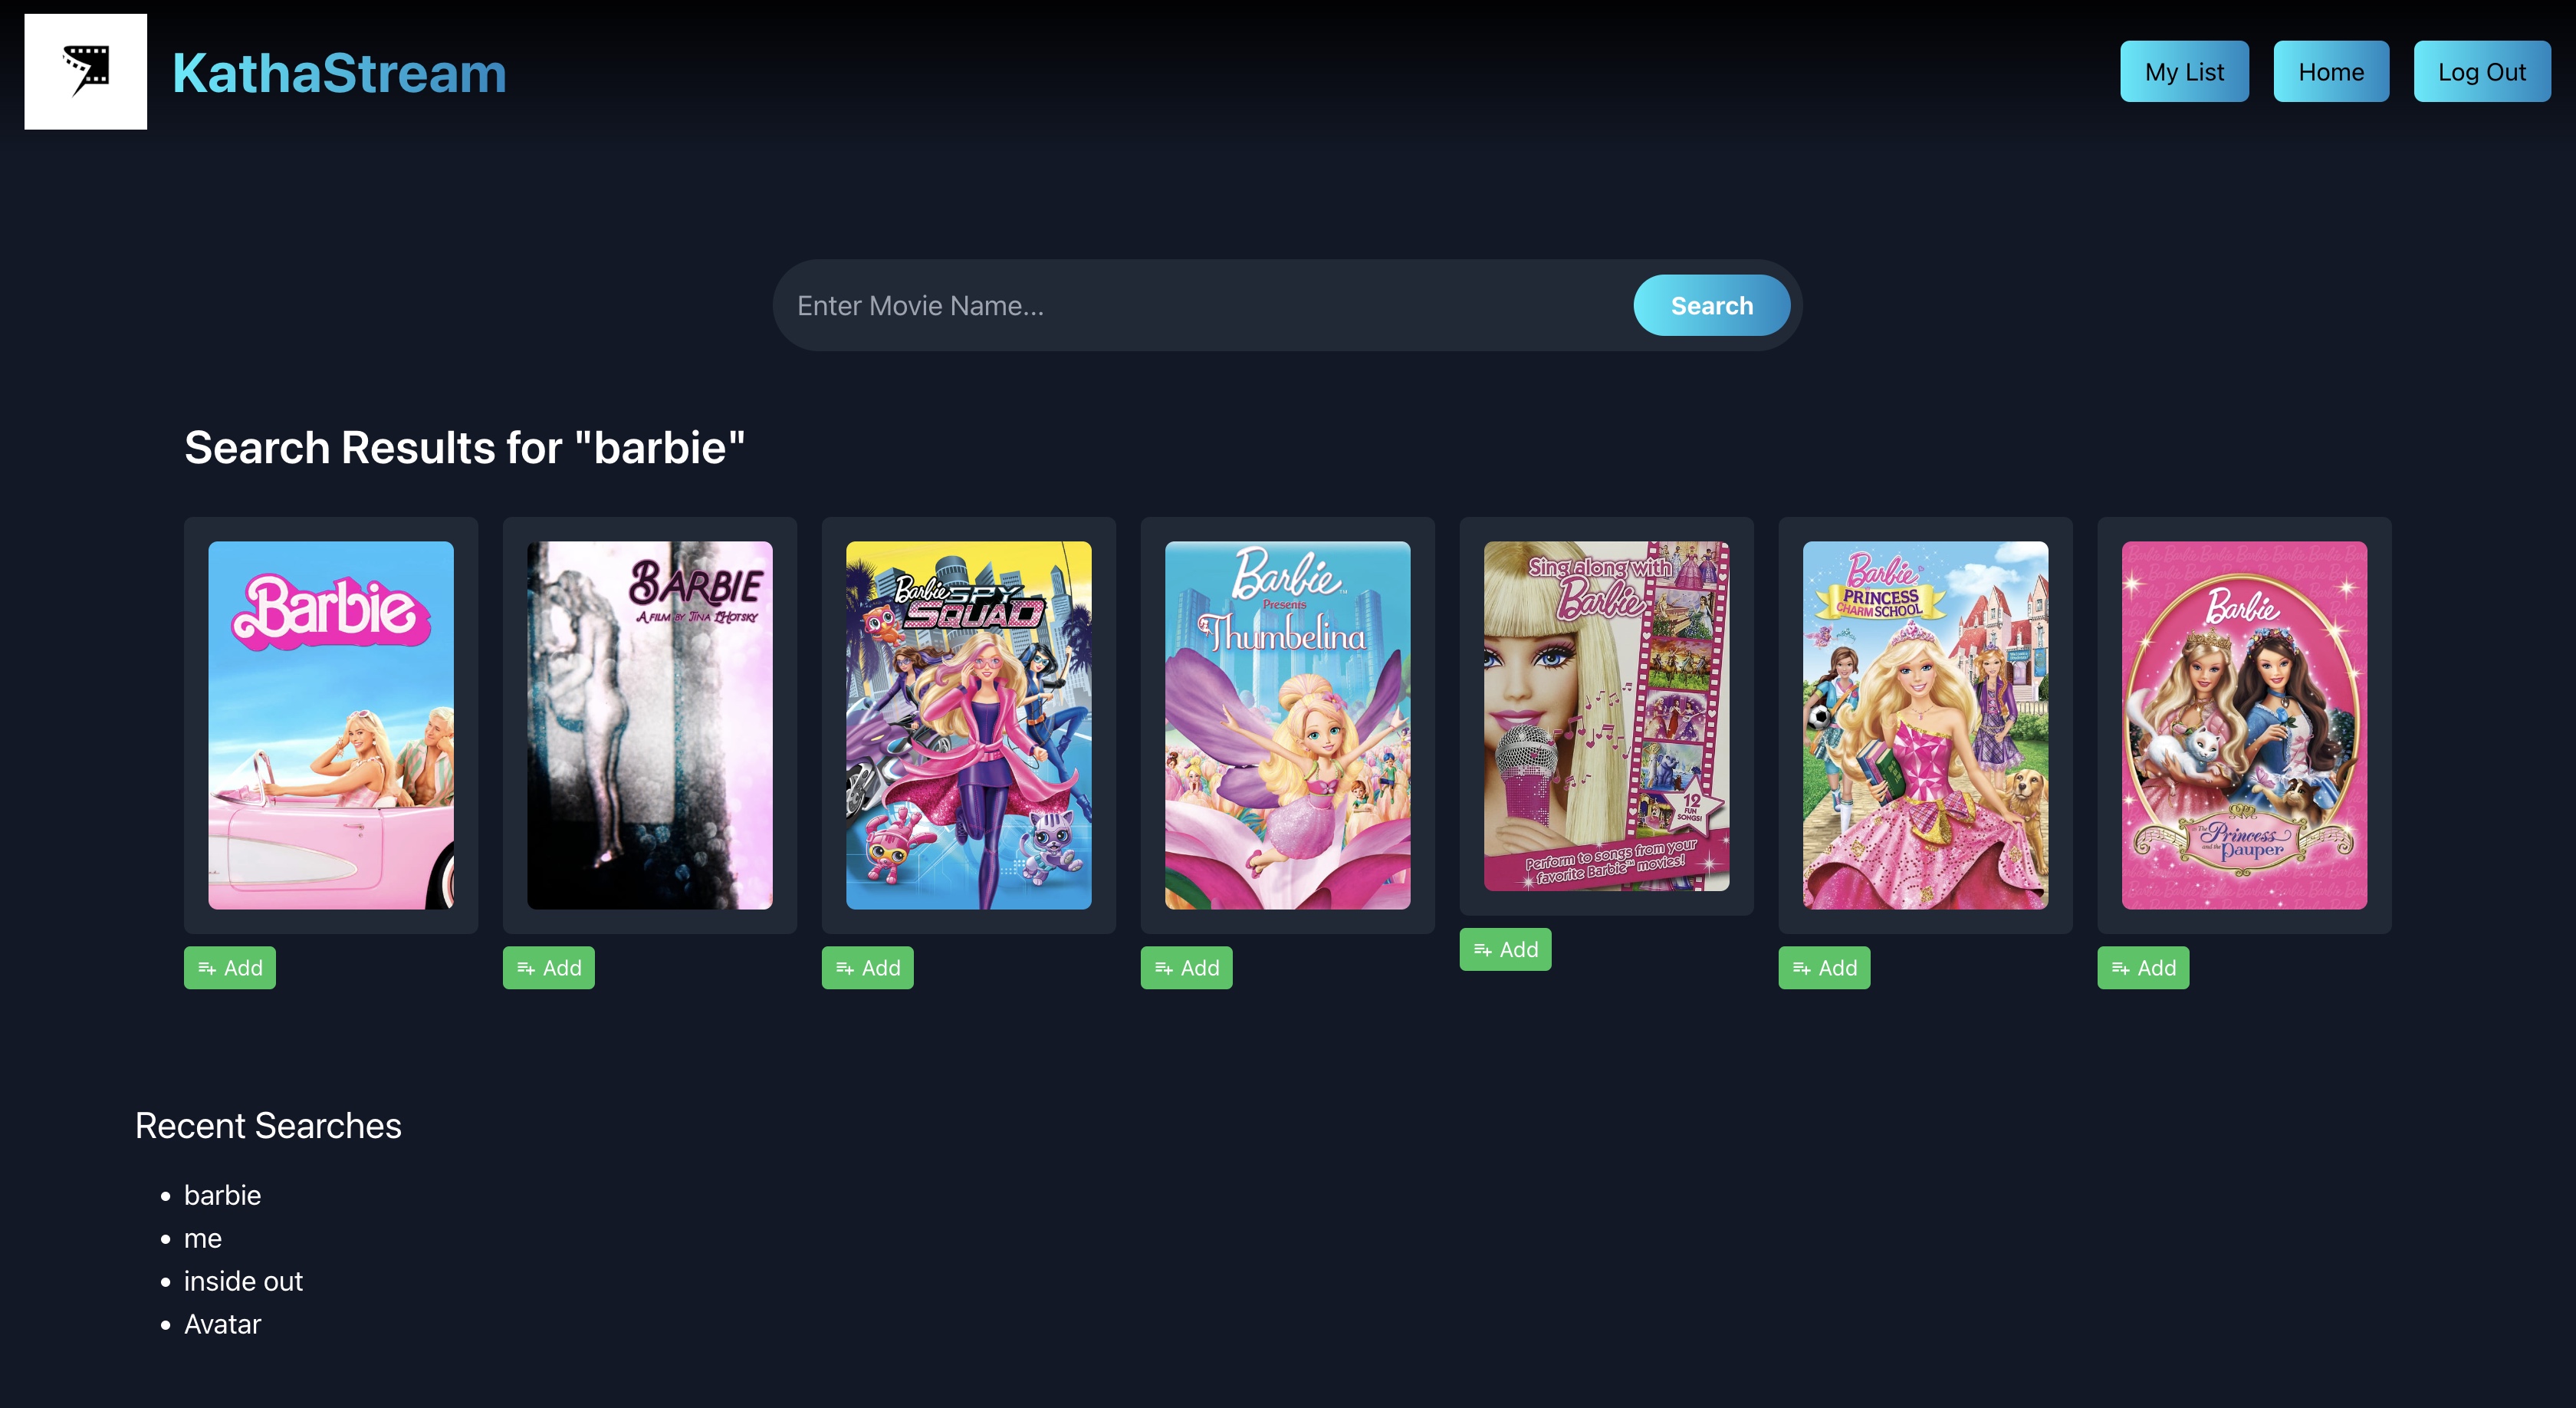 KathaStream
My List
Home
Log Out
Enter Movie Name...
Search
Search Results for "barbie"
Barbie
BARBIE
A FILM BY TINA LHOTSKY
Barbie SPY
SQUAD
Barbie™
Presents
Thumbelina
Sing along with
Barbie
12
FUN
SONGS!
Perform to songs from your
favorite Barbie™ movies!
Barbie
PRINCESS
CHARM SCHOOL
Barbie
The Princess
and the Pauper
Add
Add
Add
Add
Add
Add
Add
Recent Searches
• barbie
• me
• inside out
• Avatar